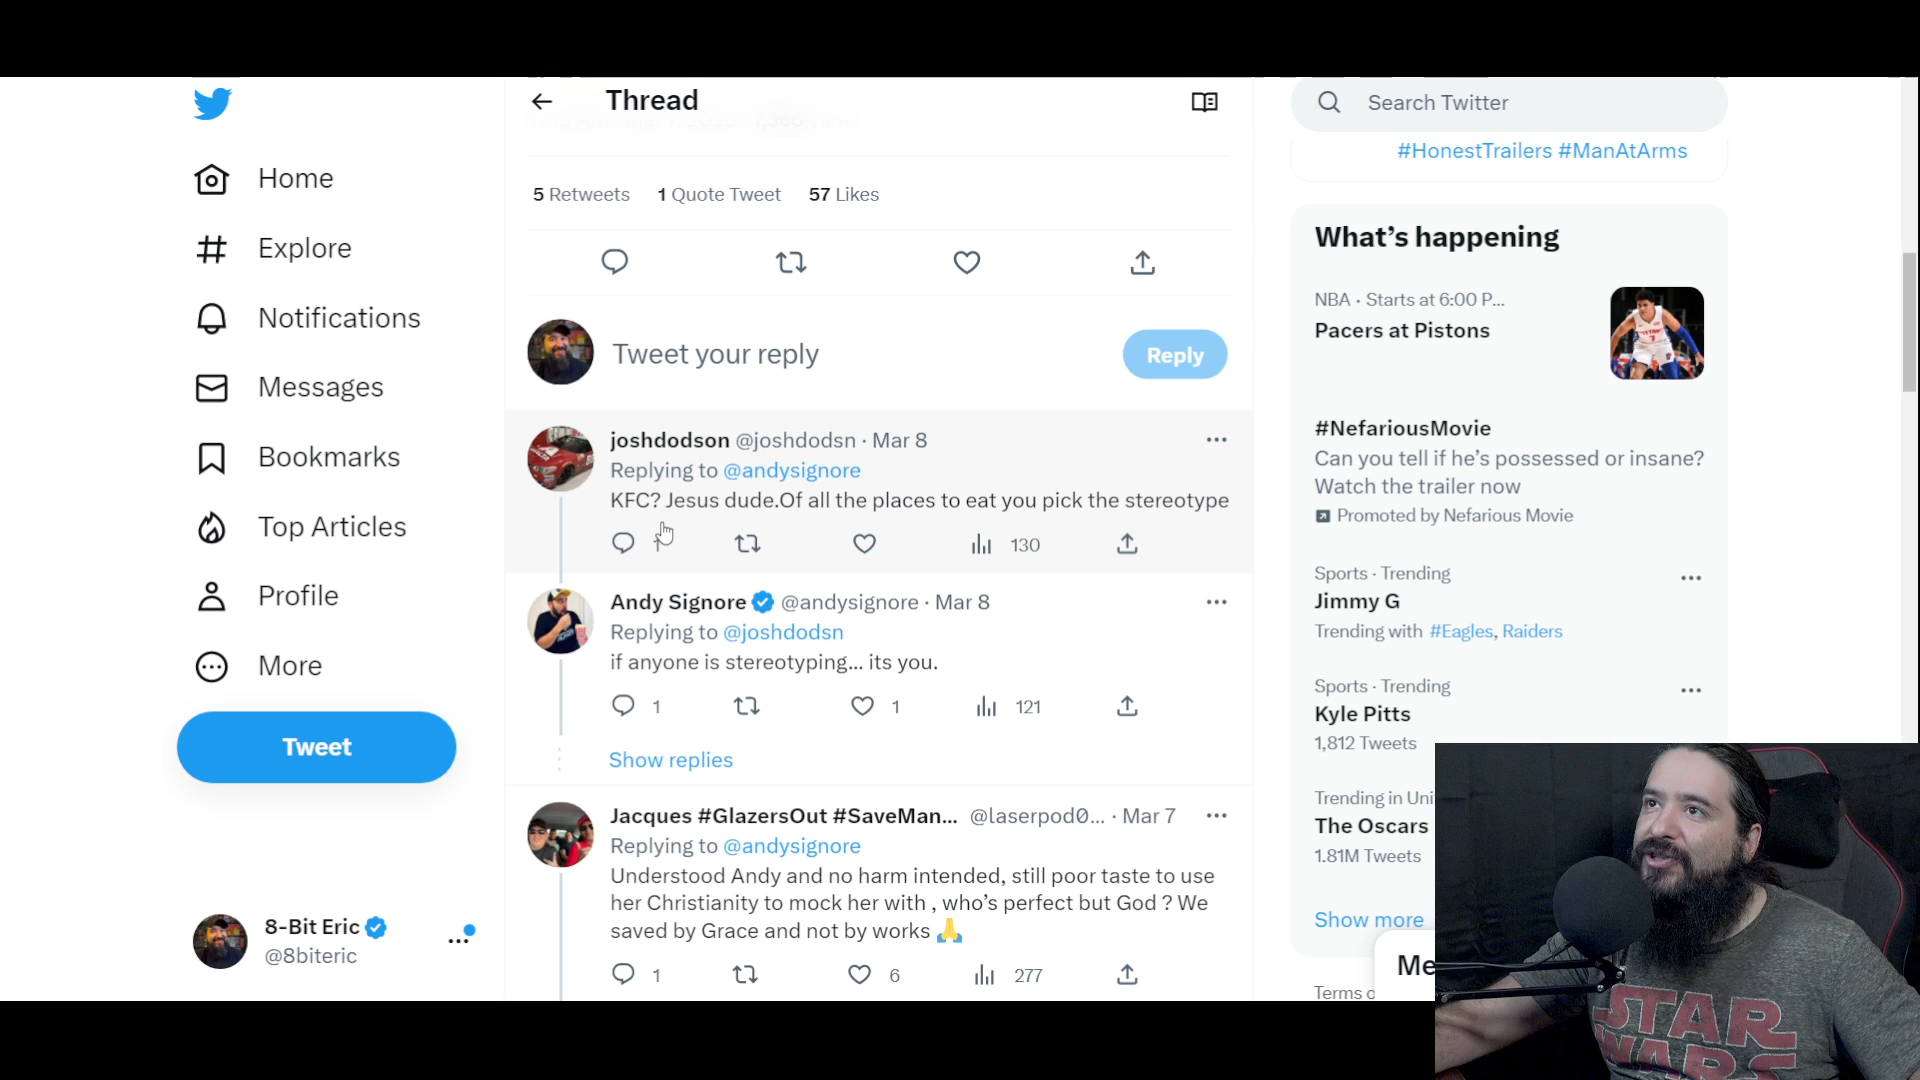 Thread
Search Twitter
#HonestTrailers #ManAtArms
Home
Explore
Notifications
Messages
Bookmarks
Top Articles
Profile
More
Tweet
8-Bit Eric
@8biteric
5 Retweets 1 Quote Tweet 57 Likes
Tweet your reply
Reply
joshdodson @joshdodsn · Mar 8
Replying to @andysignore
KFC? Jesus dude.Of all the places to eat you pick the stereotype
130
Andy Signore @andysignore · Mar 8
Replying to @joshdodsn
if anyone is stereotyping... its you.
1 1 121
Show replies
Jacques #GlazersOut #SaveMan... @laserpod0... · Mar 7
Replying to @andysignore
Understood Andy and no harm intended, still poor taste to use
her Christianity to mock her with , who's perfect but God ? We
saved by Grace and not by works 🙏
1 6 277
What's happening
NBA · Starts at 6:00 P...
Pacers at Pistons
#NefariousMovie
Can you tell if he's possessed or insane?
Watch the trailer now
Promoted by Nefarious Movie
Sports · Trending
Jimmy G
Trending with #Eagles, Raiders
Sports · Trending
Kyle Pitts
1,812 Tweets
Trending in Uni
The Oscars
1.81M Tweets
Show more
Me
Terms o
STAR
WARS